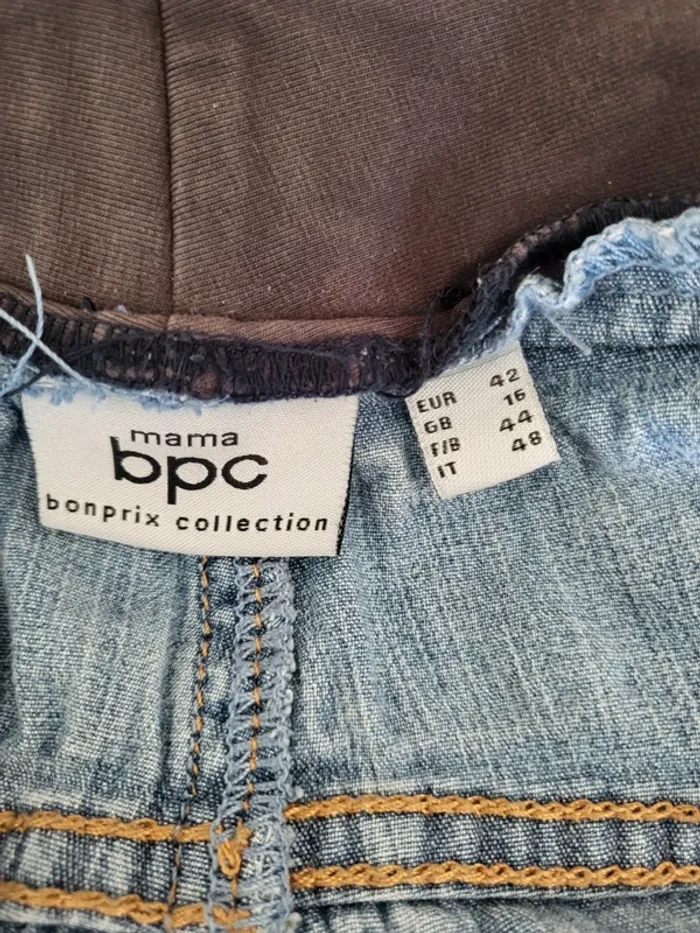 mama
bpc
bonprix collection
EUR 42
GB 16
F/B 44
IT 48